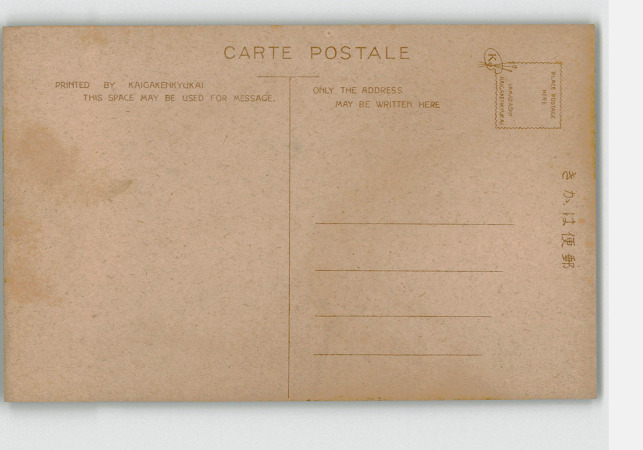 CARTE POSTALE
PRINTED BY KAIGAKENKYUKAI
THIS SPACE MAY BE USED FOR MESSAGE.
ONLY THE ADDRESS
MAY BE WRITTEN HERE
K
PLACE POSTAGE
HERE
KAIGAKENKYUKAI
きかは便郵